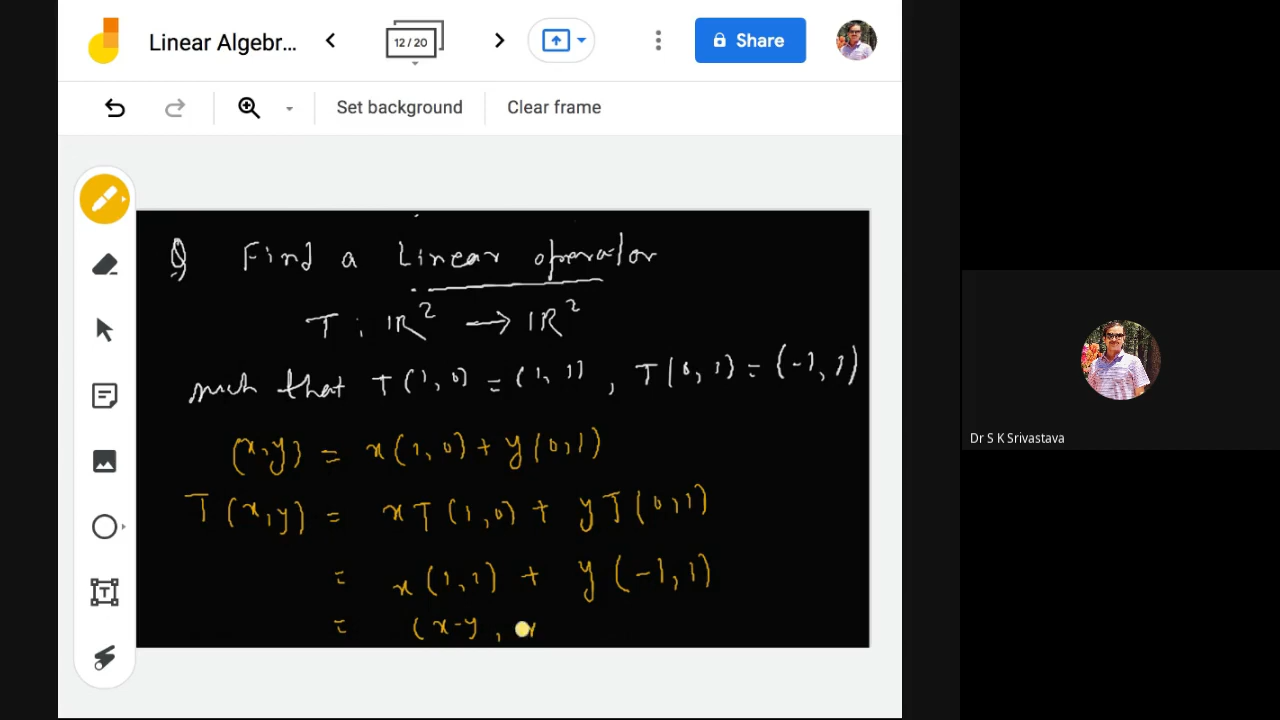 Linear Algebr...
12 / 20
Share
Set background
Clear frame
Q Find a Linear operator
T : IR² → IR²
such that T(1, 0) = (1, 1) , T(0, 1) = (-1, 1)
(x,y) = x(1, 0) + y(0,1)
T(x,y) = xT(1,0) + yT(0,1)
= x(1,1) + y(-1,1)
= (x-y ,
Dr S K Srivastava